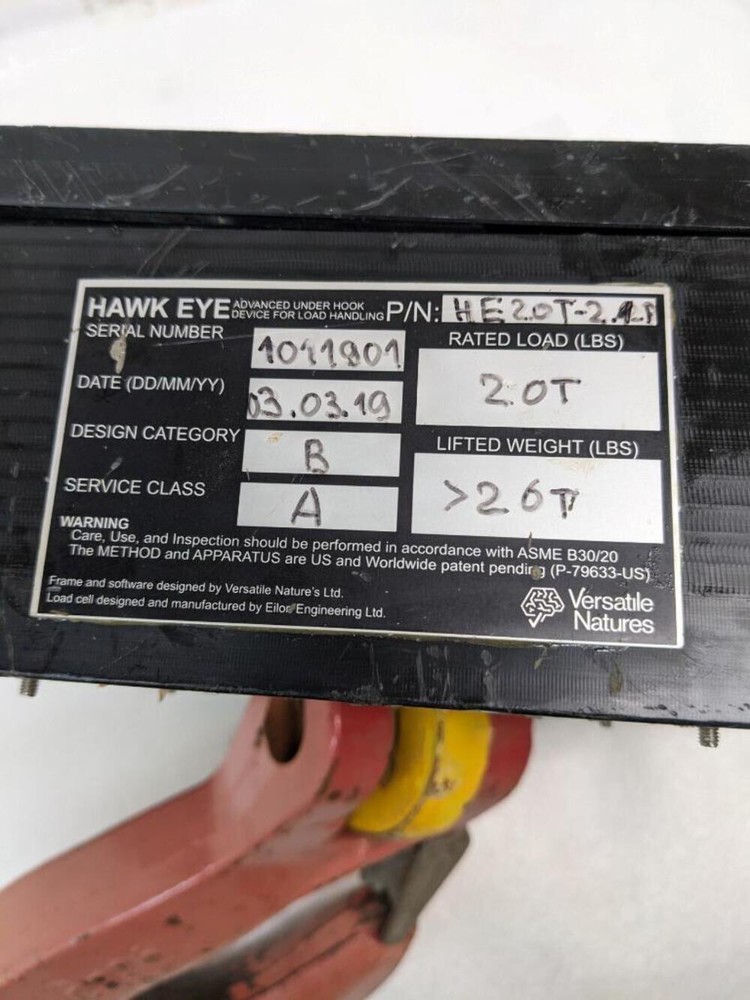 HAWK EYE ADVANCED UNDER HOOK
DEVICE FOR LOAD HANDLING P/N:
SERIAL NUMBER
1011901
DATE (DD/MM/YY)
03.03.19
DESIGN CATEGORY
B
SERVICE CLASS
A
RATED LOAD (LBS)
2.0T
LIFTED WEIGHT (LBS)
WARNING
Care, Use, and Inspection should be performed in accordance with ASME B30/20
The METHOD and APPARATUS are US and Worldwide patent pending (P-79633-US)
Frame and software designed by Versatile Nature's Ltd.
Load cell designed and manufactured by Eilon Engineering Ltd.
Versatile
Natures